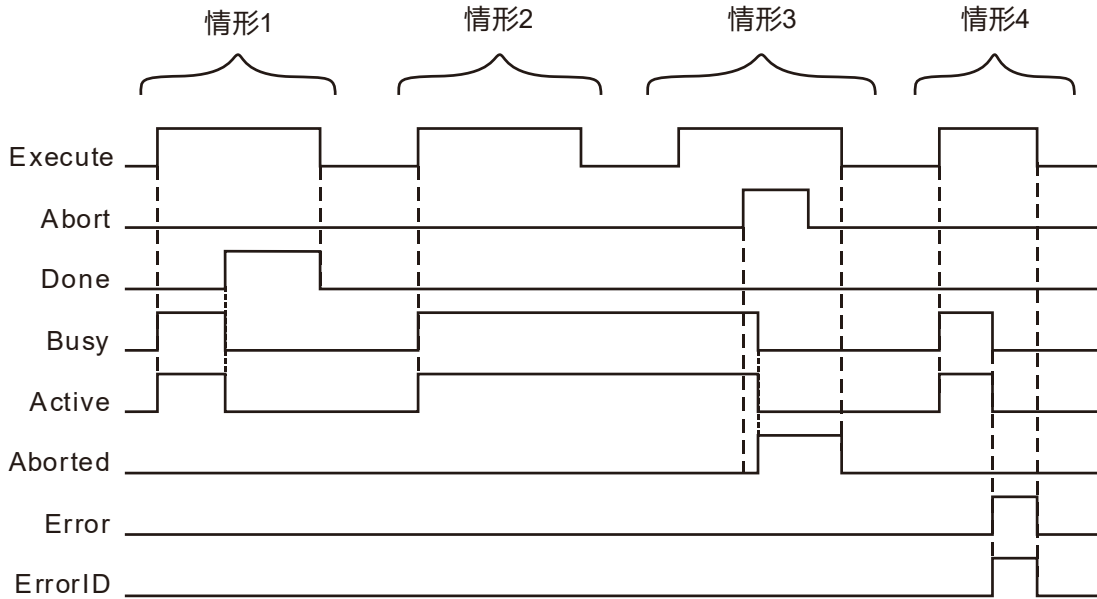 情形1 情形2 情形3 情形4
Execute
Abort
Done
Busy
Active
Aborted
Error
ErrorID